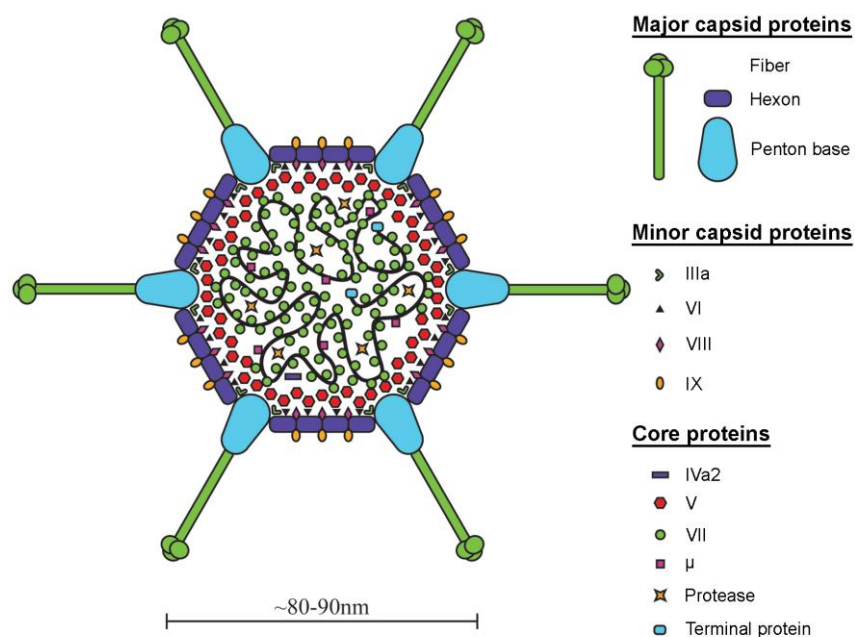 Major capsid proteins
Fiber
Hexon
Penton base
Minor capsid proteins
IIIa
VI
VIII
IX
Core proteins
IVa2
V
VII
µ
Protease
Terminal protein
~80-90nm